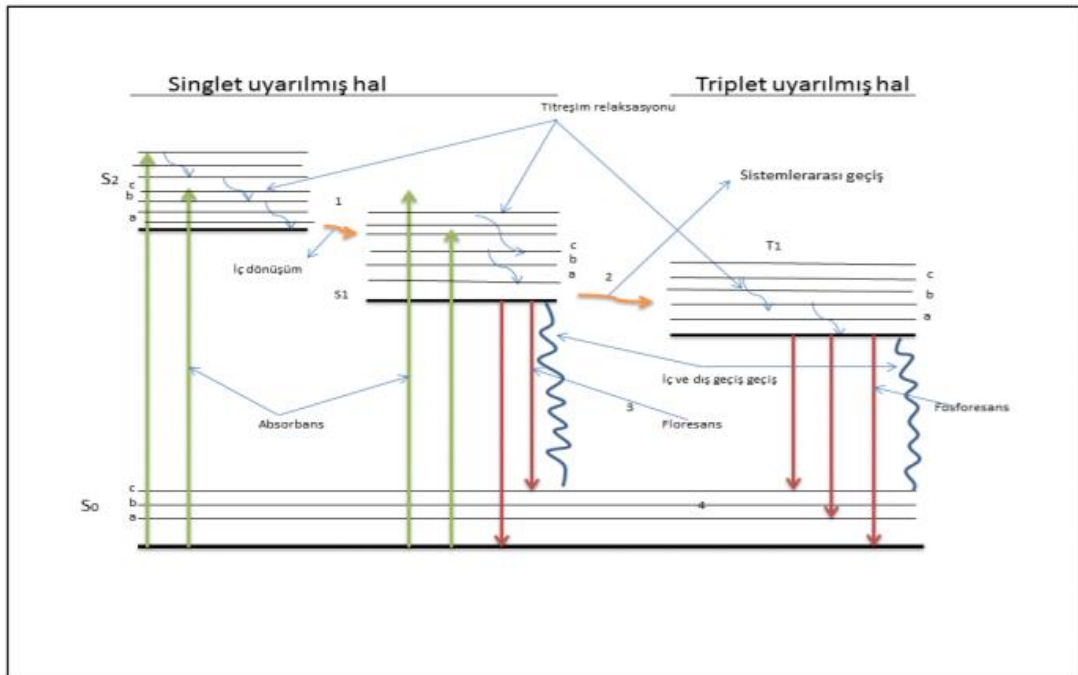 Singlet uyarılmış hal
Triplet uyarılmış hal
Titreşim relaksasyonu
Sistemlerarası geçiş
S2
c
b
a
1
İç dönüşüm
S1
c
b
a
2
T1
c
b
a
İç ve dış geçiş geçiş
Absorbans
3
Floresans
Fosforesans
S0
c
b
a
4